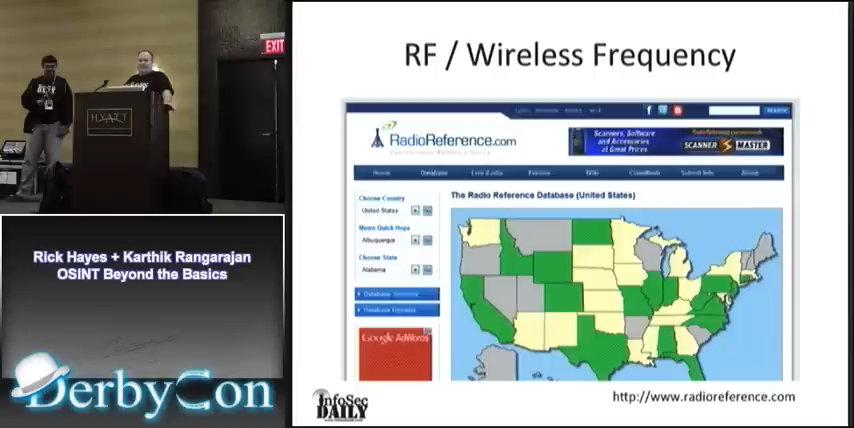 EXIT
HYATT
Rick Hayes + Karthik Rangarajan
OSINT Beyond the Basics
DerbyCon
RF / Wireless Frequency
RadioReference.com
Scanners, Software
and Accessories
at Great Prices
SCANNER MASTER
SEARCH
Home Database Live Audio Forums Wiki Classifieds Submit Info About
Choose Country
United States
Metro Quick Hops
Albuquerque
Choose State
Alabama
The Radio Reference Database (United States)
Google AdWords
InfoSec
DAILY
http://www.radioreference.com